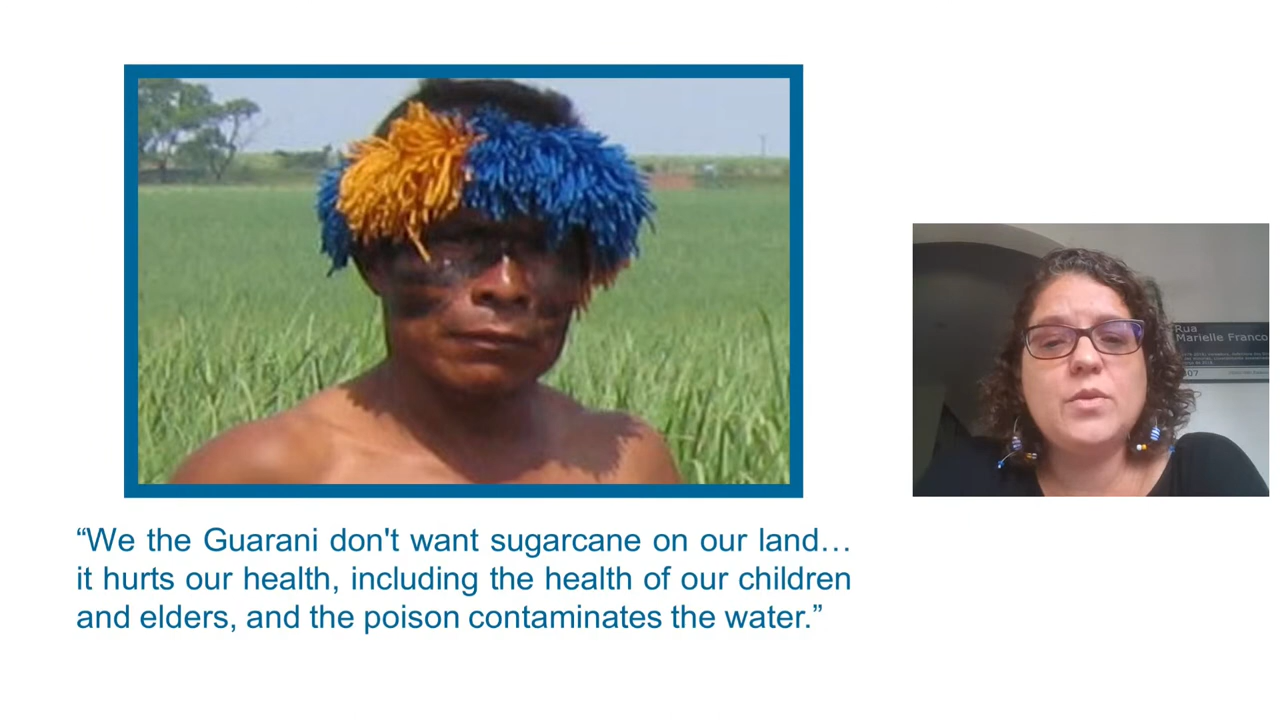 “We the Guarani don't want sugarcane on our land…
it hurts our health, including the health of our children
and elders, and the poison contaminates the water.”
Rua
Marielle Franco